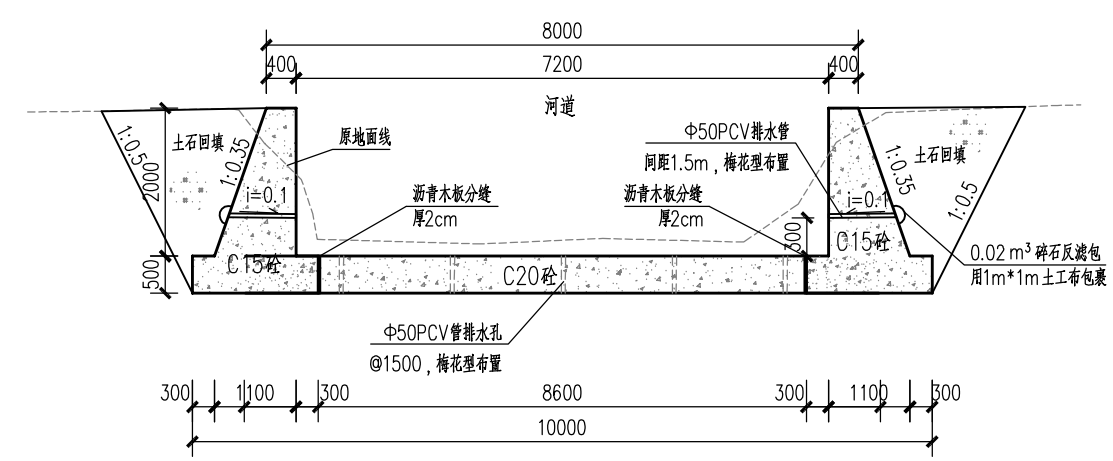 8000
400
7200
400
河道
Φ50PCV排水管
间距1.5m，梅花型布置
土石回填
原地面线
土石回填
1:0.50
1:0.35
1:0.35
1:0.5
2000
i=0.1
i=0.1
沥青木板分缝
厚2cm
沥青木板分缝
厚2cm
300
C15砼
C15砼
0.02m³碎石反滤包
用1m*1m土工布包裹
500
C20砼
Φ50PCV管排水孔
@1500，梅花型布置
300
1100
300
8600
300
1100
300
10000